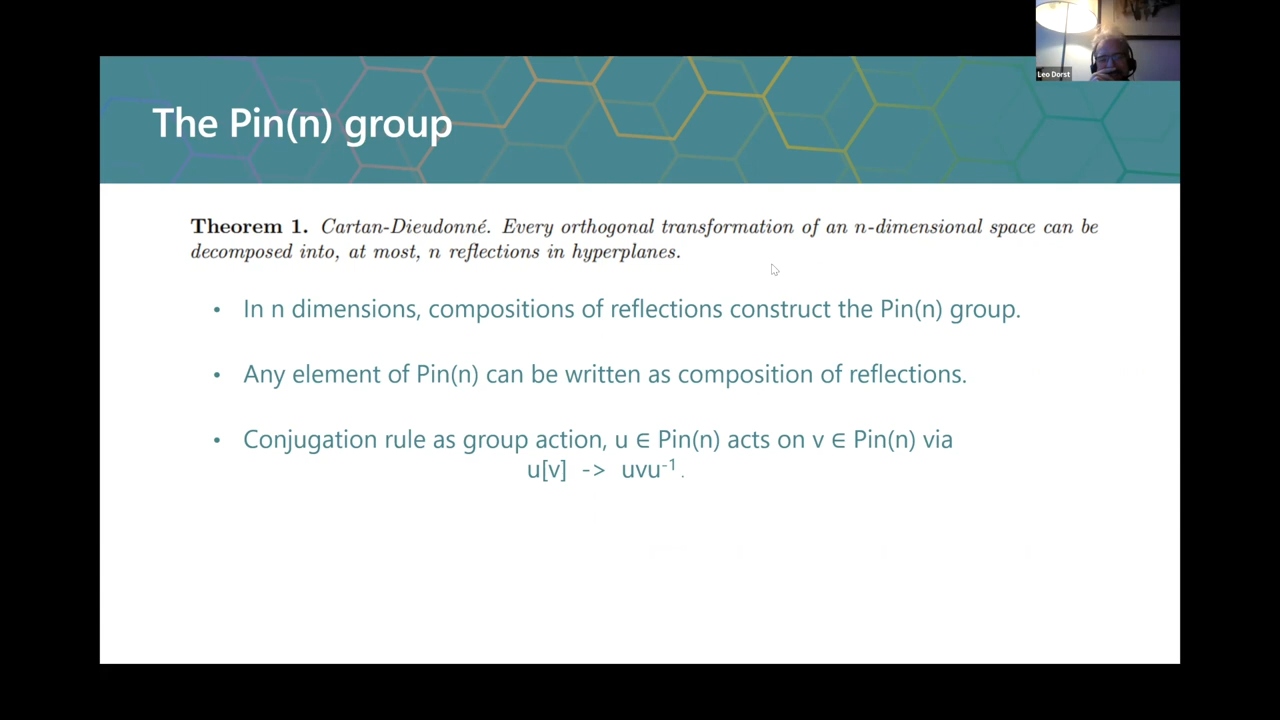 Leo Dorst
The Pin(n) group
Theorem 1. Cartan-Dieudonné. Every orthogonal transformation of an n-dimensional space can be
decomposed into, at most, n reflections in hyperplanes.
• In n dimensions, compositions of reflections construct the Pin(n) group.
• Any element of Pin(n) can be written as composition of reflections.
• Conjugation rule as group action, u ∈ Pin(n) acts on v ∈ Pin(n) via
u[v] -> uvu⁻¹ .